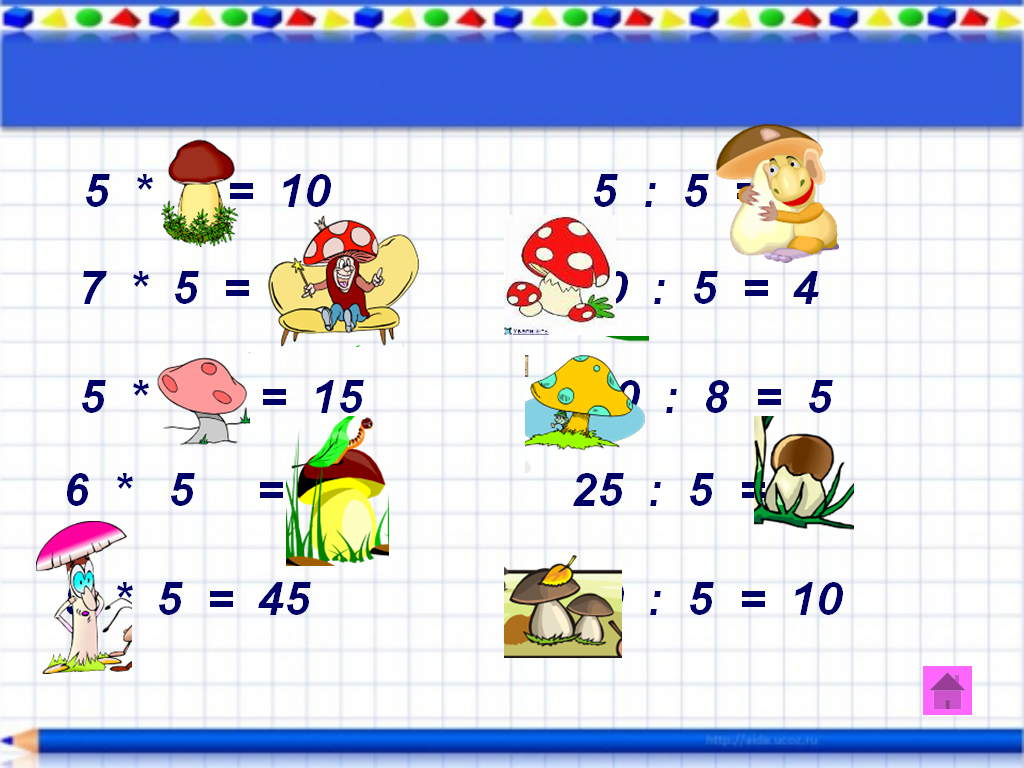 5 * = 10
7 * 5 =
5 * = 15
6 * 5 =
* 5 = 45
5 : 5 =
0 : 5 = 4
0 : 8 = 5
25 : 5 =
: 5 = 10
http://aida.ucoz.ru